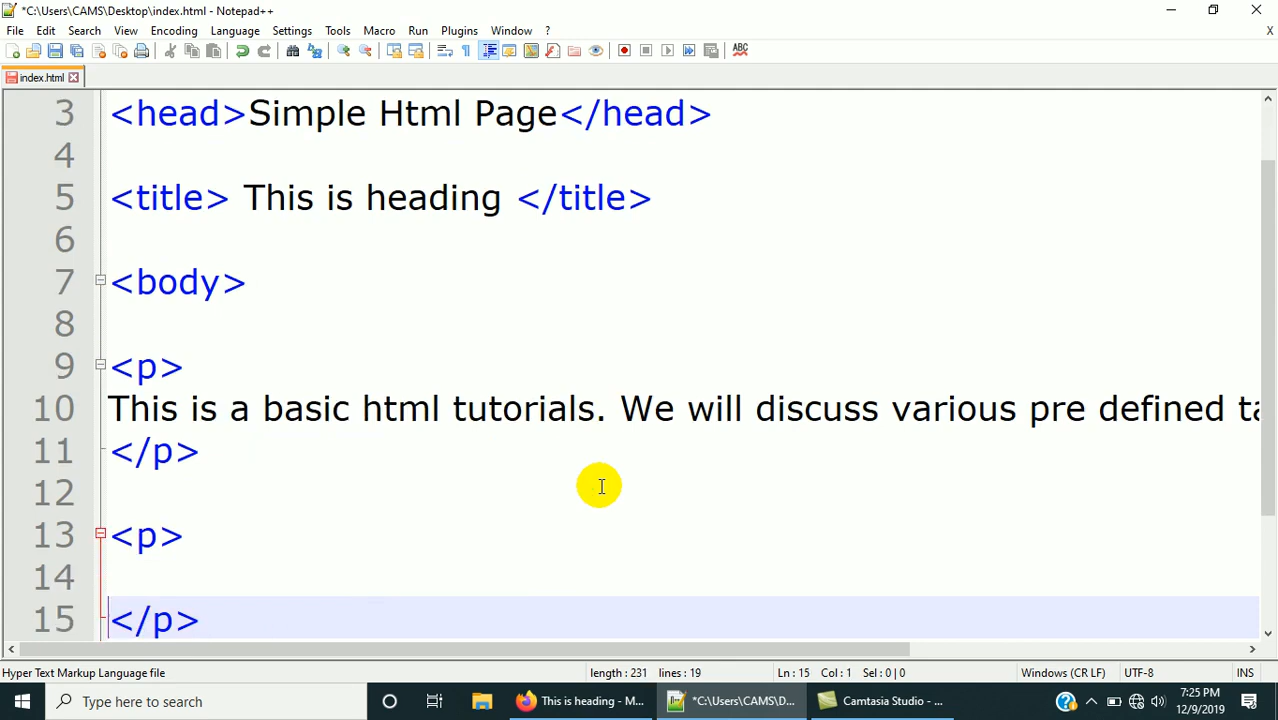 *C:\Users\CAMS\Desktop\index.html - Notepad++
File Edit Search View Encoding Language Settings Tools Macro Run Plugins Window ? X
index.html
3 <head>Simple Html Page</head>
4
5 <title> This is heading </title>
6
7 <body>
8
9 <p>
10 This is a basic html tutorials. We will discuss various pre defined ta
11 </p>
12
13 <p>
14
15 </p>
Hyper Text Markup Language file length : 231 lines : 19 Ln : 15 Col : 1 Sel : 0 | 0 Windows (CR LF) UTF-8 INS
Type here to search This is heading - M... *C:\Users\CAMS\D... Camtasia Studio - ... 7:25 PM
12/9/2019